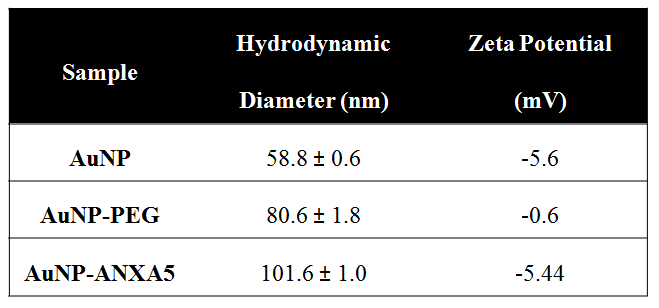 Sample Hydrodynamic Diameter (nm) Zeta Potential (mV)
AuNP 58.8 ± 0.6 -5.6
AuNP-PEG 80.6 ± 1.8 -0.6
AuNP-ANXA5 101.6 ± 1.0 -5.44